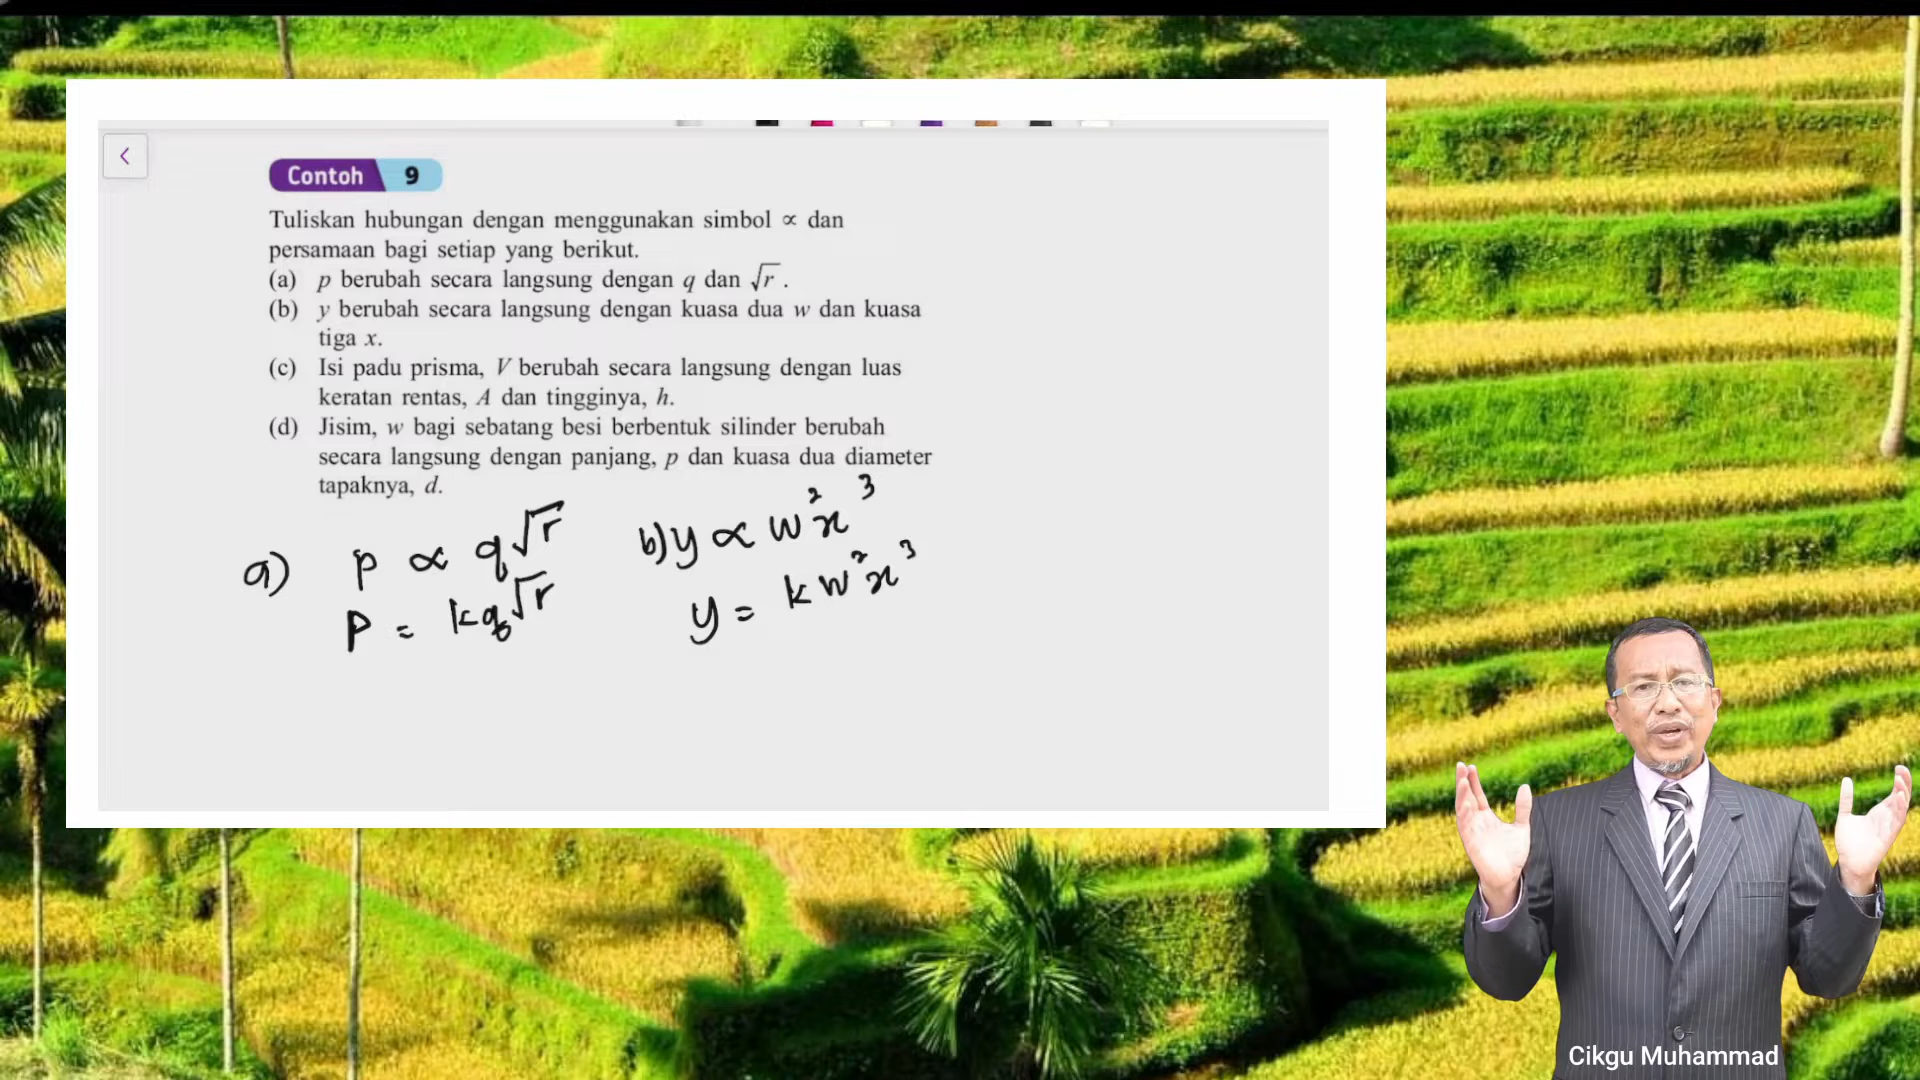 Contoh 9
Tuliskan hubungan dengan menggunakan simbol ∝ dan
persamaan bagi setiap yang berikut.
(a) p berubah secara langsung dengan q dan √r .
(b) y berubah secara langsung dengan kuasa dua w dan kuasa
tiga x.
(c) Isi padu prisma, V berubah secara langsung dengan luas
keratan rentas, A dan tingginya, h.
(d) Jisim, w bagi sebatang besi berbentuk silinder berubah
secara langsung dengan panjang, p dan kuasa dua diameter
tapaknya, d.
a) p ∝ q√r
P = kq√r
b) y ∝ w²x³
y = kw²x³
Cikgu Muhammad